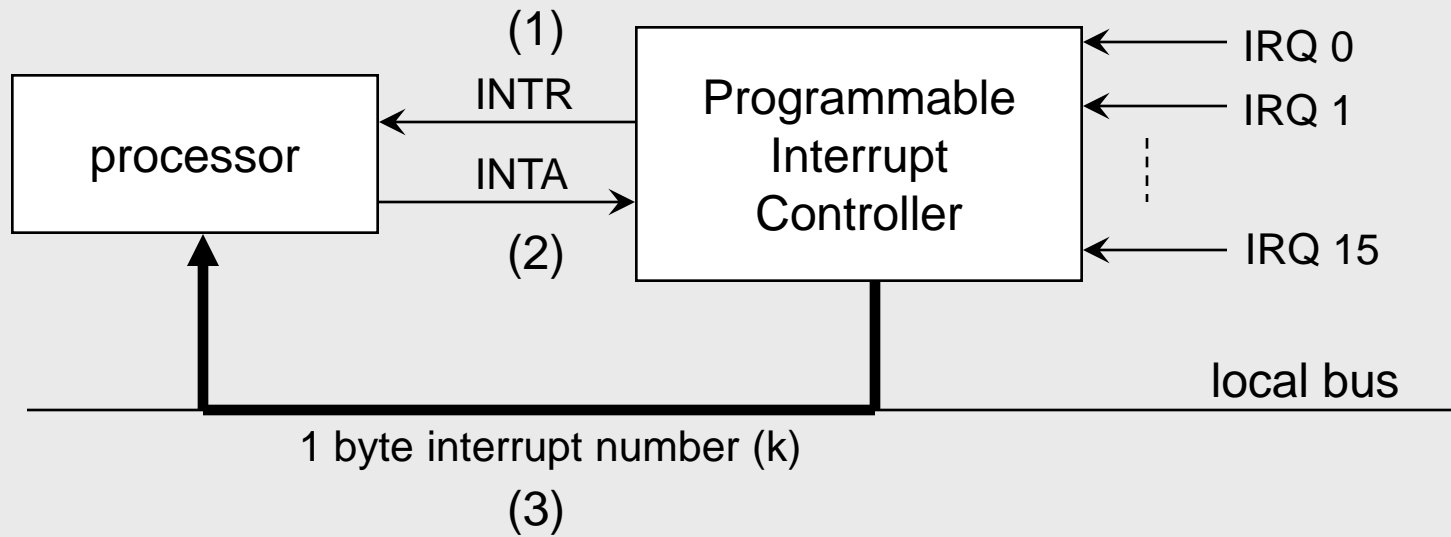 (1)
IRQ 0
INTR
Programmable
IRQ 1
processor
Interrupt
INTA
Controller
(2)
IRQ 15
local bus
1 byte interrupt number (k)
(3)